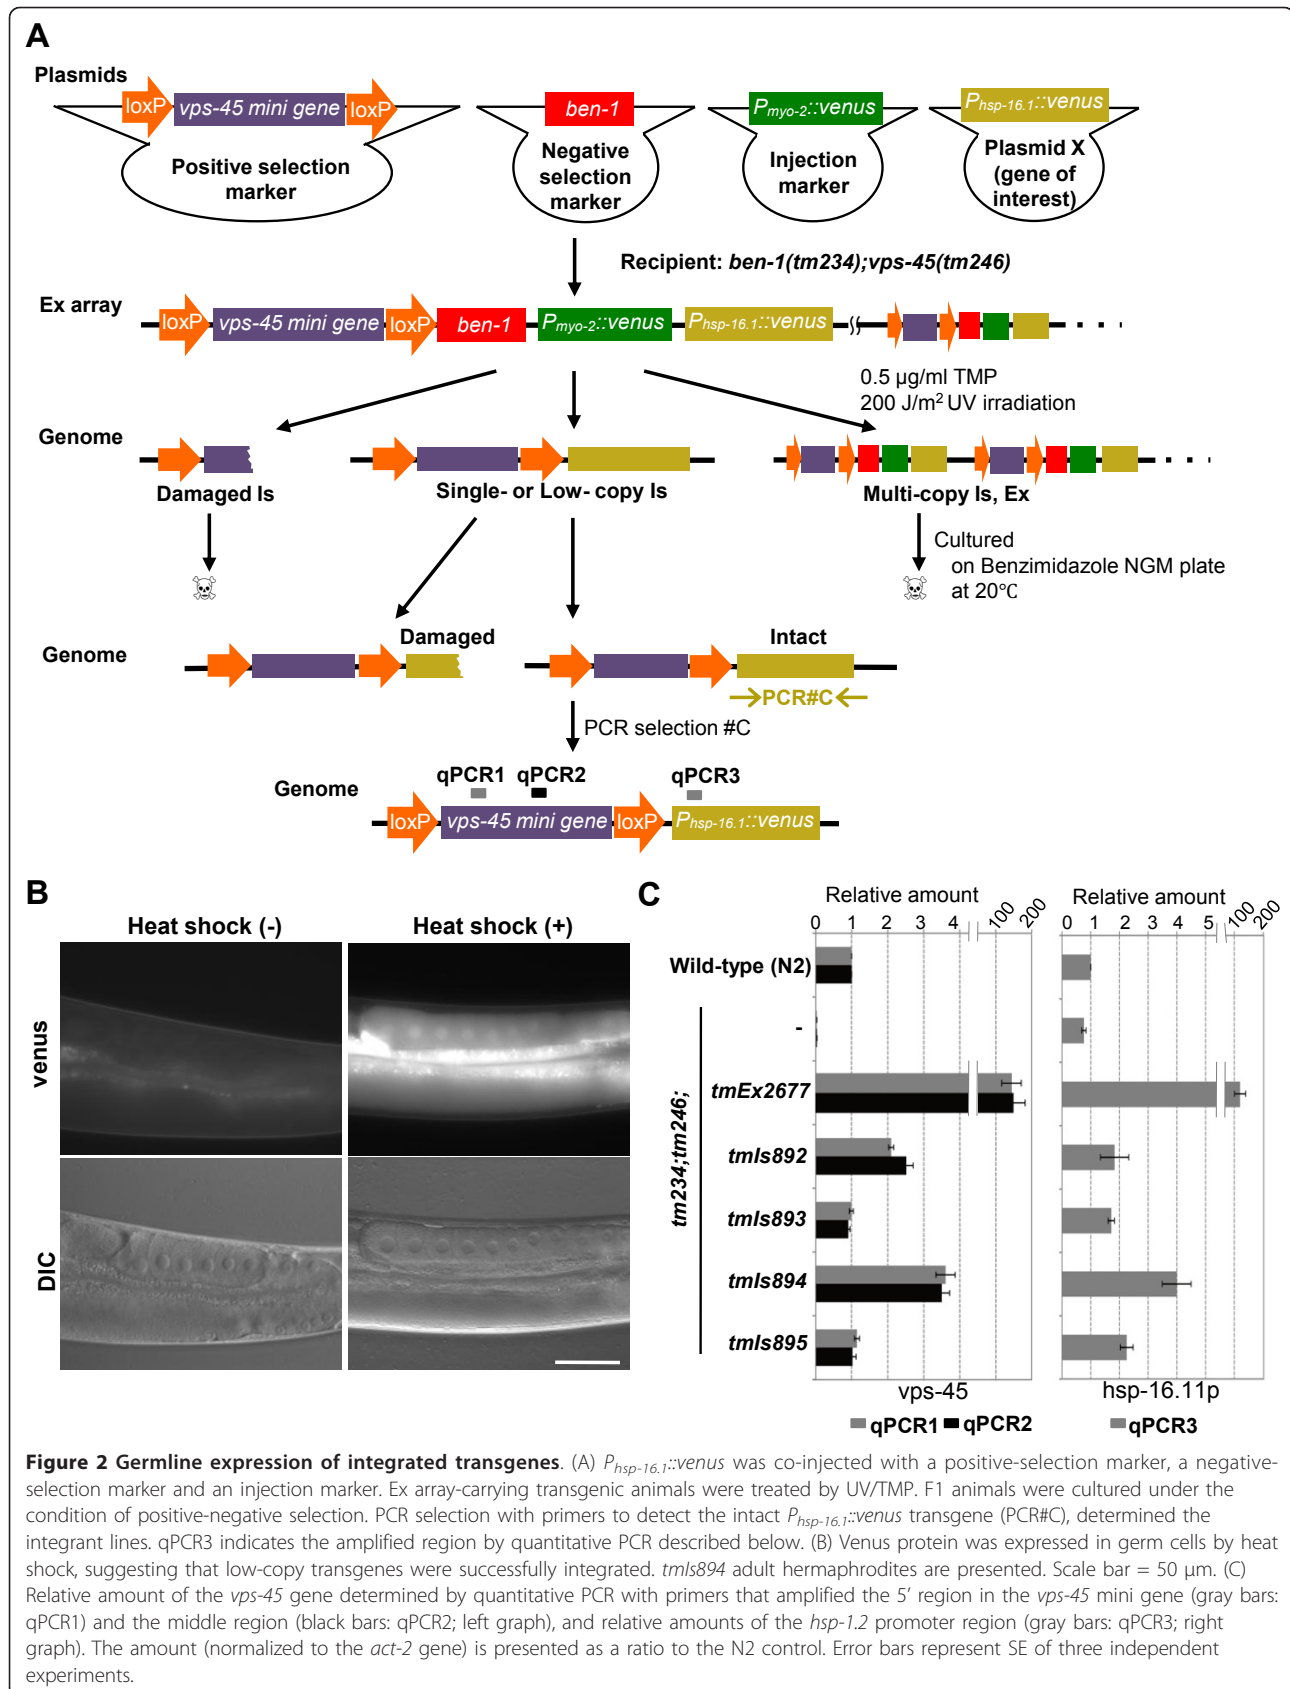 A
Plasmids
loxP vps-45 mini gene loxP
ben-1
Pmyo-2::venus
Phsp-16.1::venus
Positive selection
marker
Negative
selection
marker
Injection
marker
Plasmid X
(gene of
interest)
Recipient: ben-1(tm234);vps-45(tm246)
Ex array
loxP vps-45 mini gene loxP ben-1 Pmyo-2::venus Phsp-16.1::venus
0.5 µg/ml TMP
200 J/m2 UV irradiation
Genome
Damaged Is
Single- or Low- copy Is
Multi-copy Is, Ex
Cultured
on Benzimidazole NGM plate
at 20℃
Genome
Damaged
Intact
PCR#C
PCR selection #C
qPCR1 qPCR2 qPCR3
Genome
loxP vps-45 mini gene loxP Phsp-16.1::venus
B
Heat shock (-) Heat shock (+)
venus
DIC
C
Relative amount
0 1 2 3 4 100 200
Relative amount
0 1 2 3 4 5 100 200
Wild-type (N2)
-
tm234;tm246;
tmEx2677
tmIs892
tmIs893
tmIs894
tmIs895
vps-45
hsp-16.11p
qPCR1 qPCR2
qPCR3
Figure 2 Germline expression of integrated transgenes. (A) Phsp-16.1::venus was co-injected with a positive-selection marker, a negative-
selection marker and an injection marker. Ex array-carrying transgenic animals were treated by UV/TMP. F1 animals were cultured under the
condition of positive-negative selection. PCR selection with primers to detect the intact Phsp-16.1::venus transgene (PCR#C), determined the
integrant lines. qPCR3 indicates the amplified region by quantitative PCR described below. (B) Venus protein was expressed in germ cells by heat
shock, suggesting that low-copy transgenes were successfully integrated. tmIs894 adult hermaphrodites are presented. Scale bar = 50 µm. (C)
Relative amount of the vps-45 gene determined by quantitative PCR with primers that amplified the 5′ region in the vps-45 mini gene (gray bars:
qPCR1) and the middle region (black bars: qPCR2; left graph), and relative amounts of the hsp-1.2 promoter region (gray bars: qPCR3; right
graph). The amount (normalized to the act-2 gene) is presented as a ratio to the N2 control. Error bars represent SE of three independent
experiments.